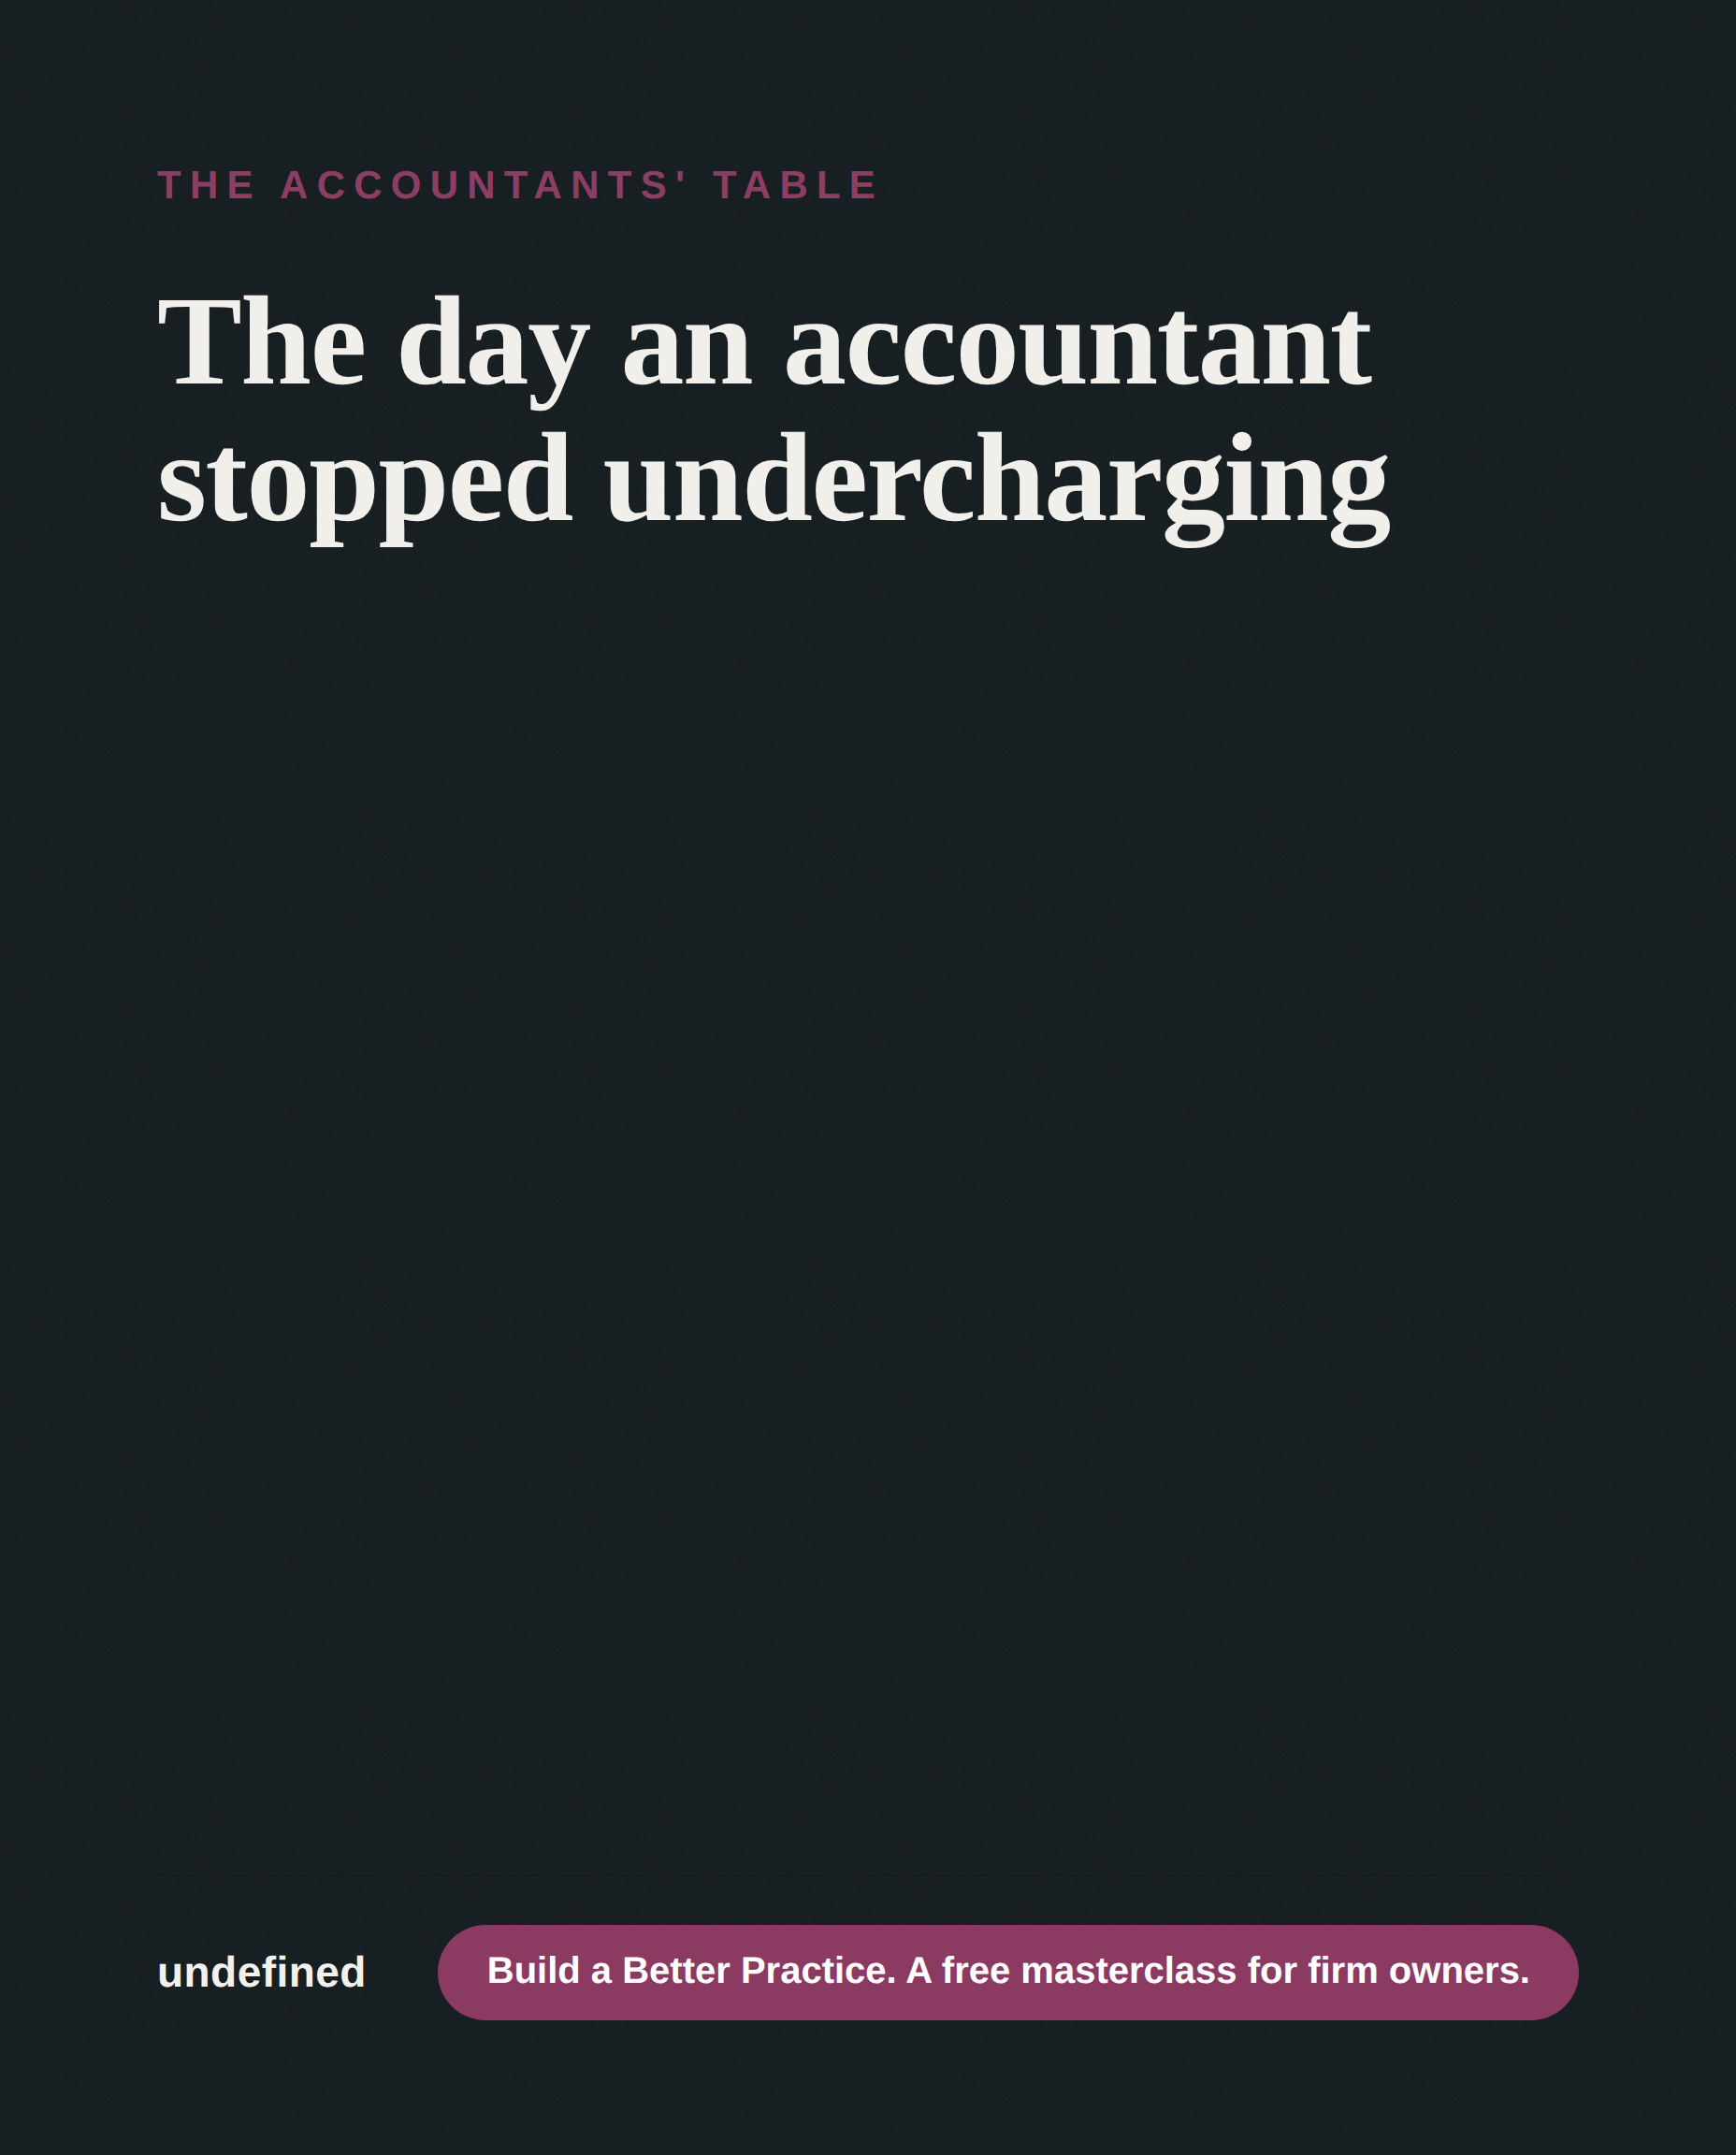 THE ACCOUNTANTS' TABLE
The day an accountant
stopped undercharging
undefined
Build a Better Practice. A free masterclass for firm owners.